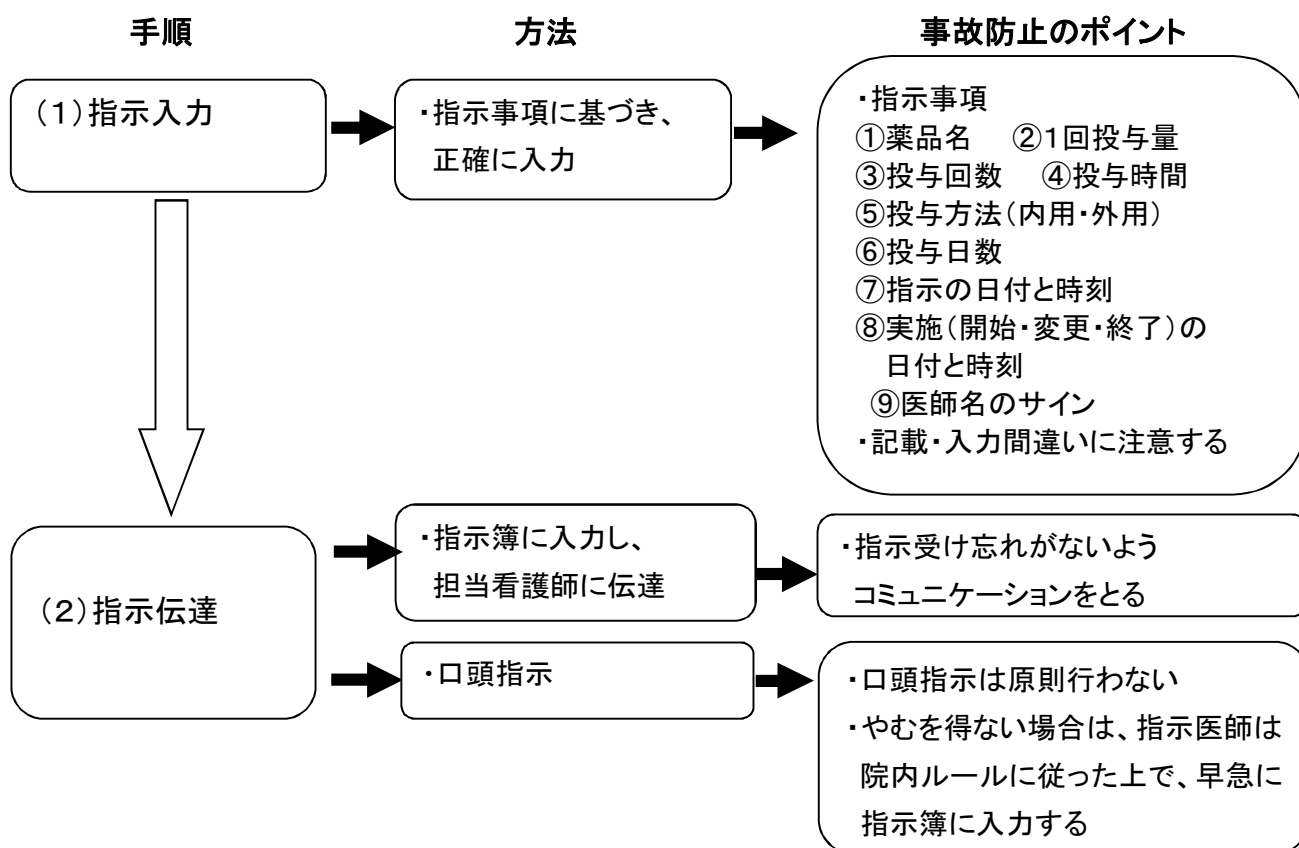 手順 方法 事故防止のポイント
(1)指示入力
・指示事項に基づき、
正確に入力
・指示事項
①薬品名 ②1回投与量
③投与回数 ④投与時間
⑤投与方法(内用・外用)
⑥投与日数
⑦指示の日付と時刻
⑧実施(開始・変更・終了)の
日付と時刻
⑨医師名のサイン
・記載・入力間違いに注意する
(2)指示伝達
・指示簿に入力し、
担当看護師に伝達
・指示受け忘れがないよう
コミュニケーションをとる
・口頭指示
・口頭指示は原則行わない
・やむを得ない場合は、指示医師は
院内ルールに従った上で、早急に
指示簿に入力する